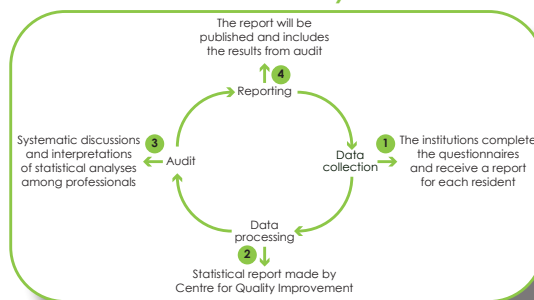 The report will be
published and includes
the results from audit
4
Reporting
1
The institutions complete
the questionnaires
and receive a report
for each resident
Data
collection
3
Systematic discussions
and interpretations
of statistical analyses
among professionals
Audit
Data
processing
2
Statistical report made by
Centre for Quality Improvement